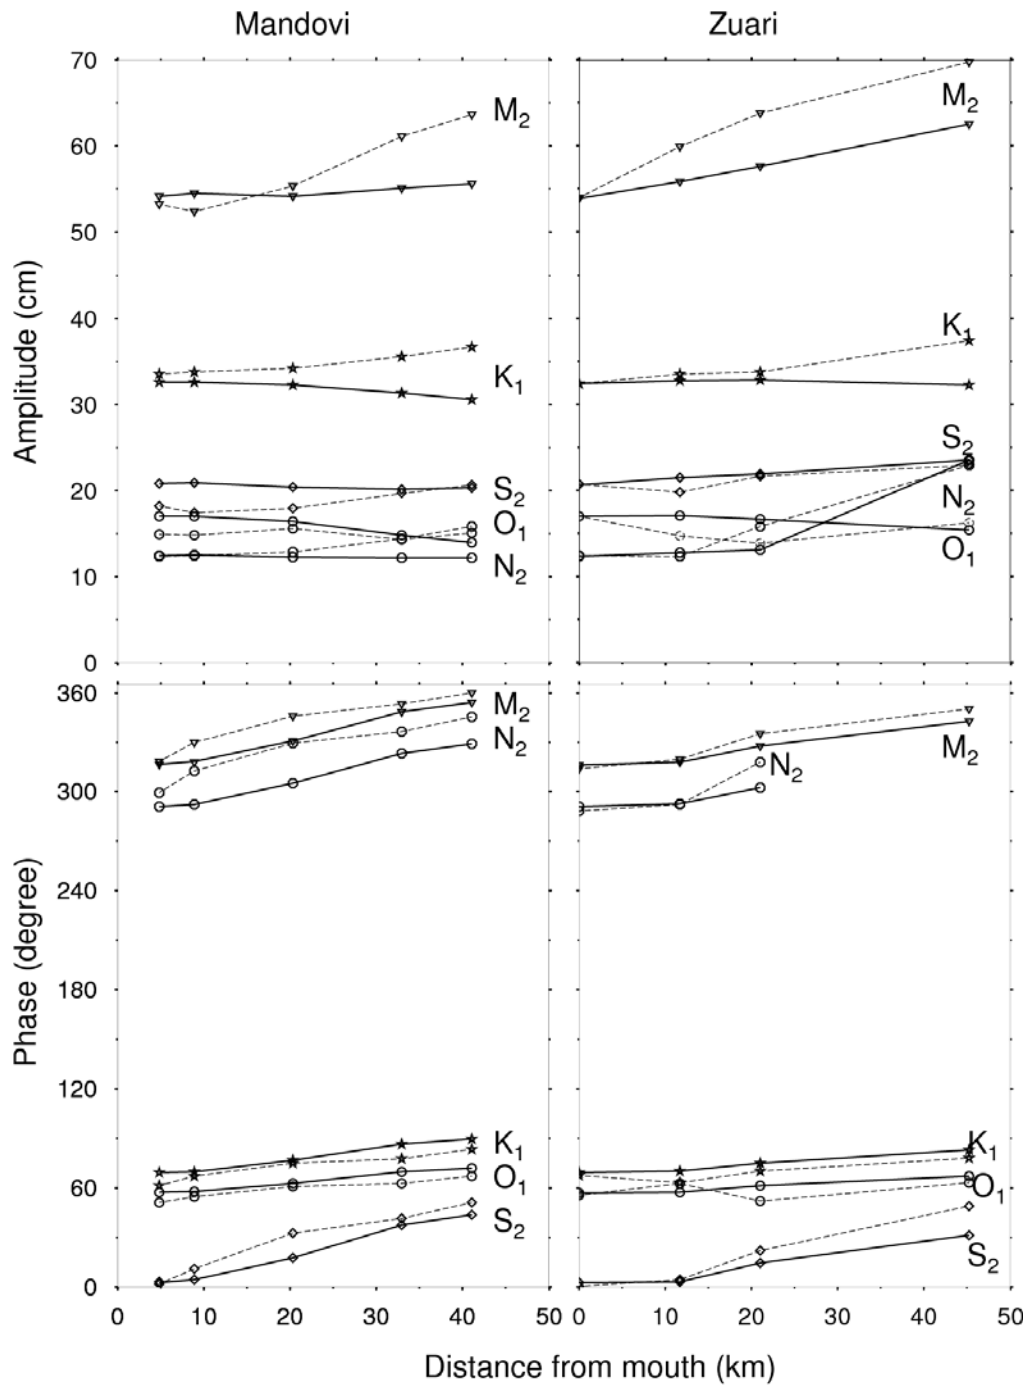 Mandovi Zuari
70
M₂ M₂
60
50
Amplitude (cm)
40
K₁ K₁
30
S₂ S₂
20
O₁ N₂
N₂ O₁
10
0
360
M₂ M₂
N₂ N₂
300
240
Phase (degree)
180
120
K₁ K₁
60
O₁ O₁
S₂ S₂
0
0 10 20 30 40 50 0 10 20 30 40 50
Distance from mouth (km)